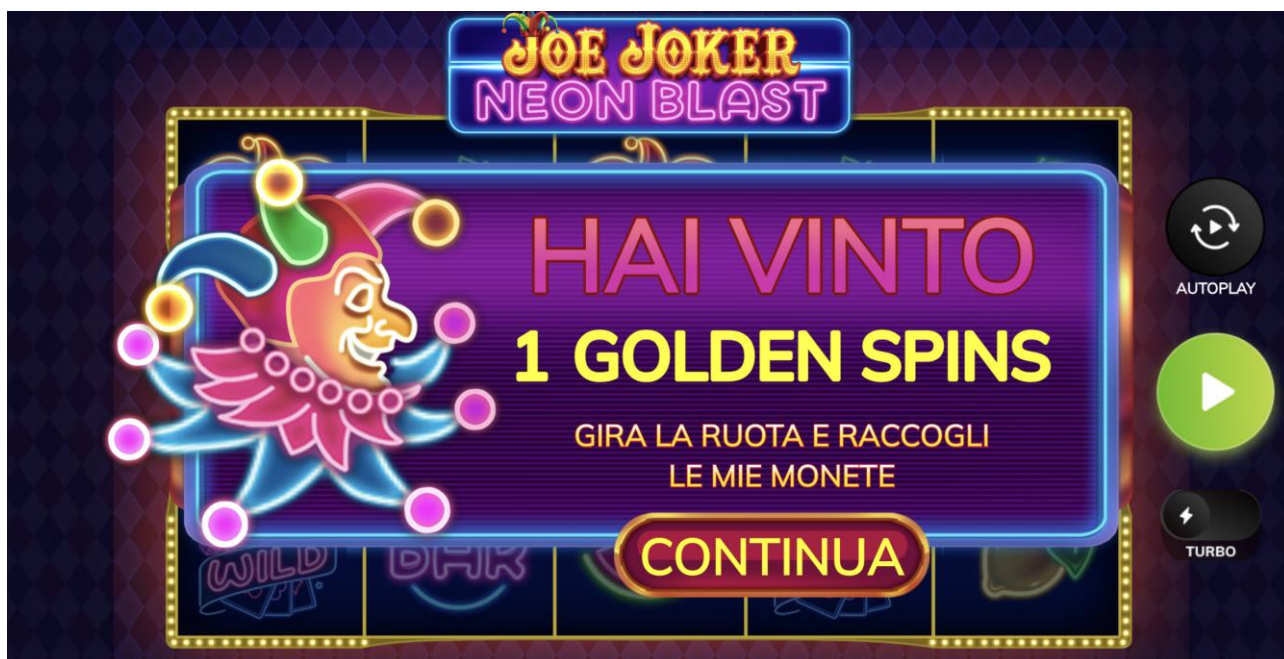 JOE JOKER
NEON BLAST
HAI VINTO
1 GOLDEN SPINS
GIRA LA RUOTA E RACCOGLI
LE MIE MONETE
CONTINUA
AUTOPLAY
TURBO
WILD
BAR